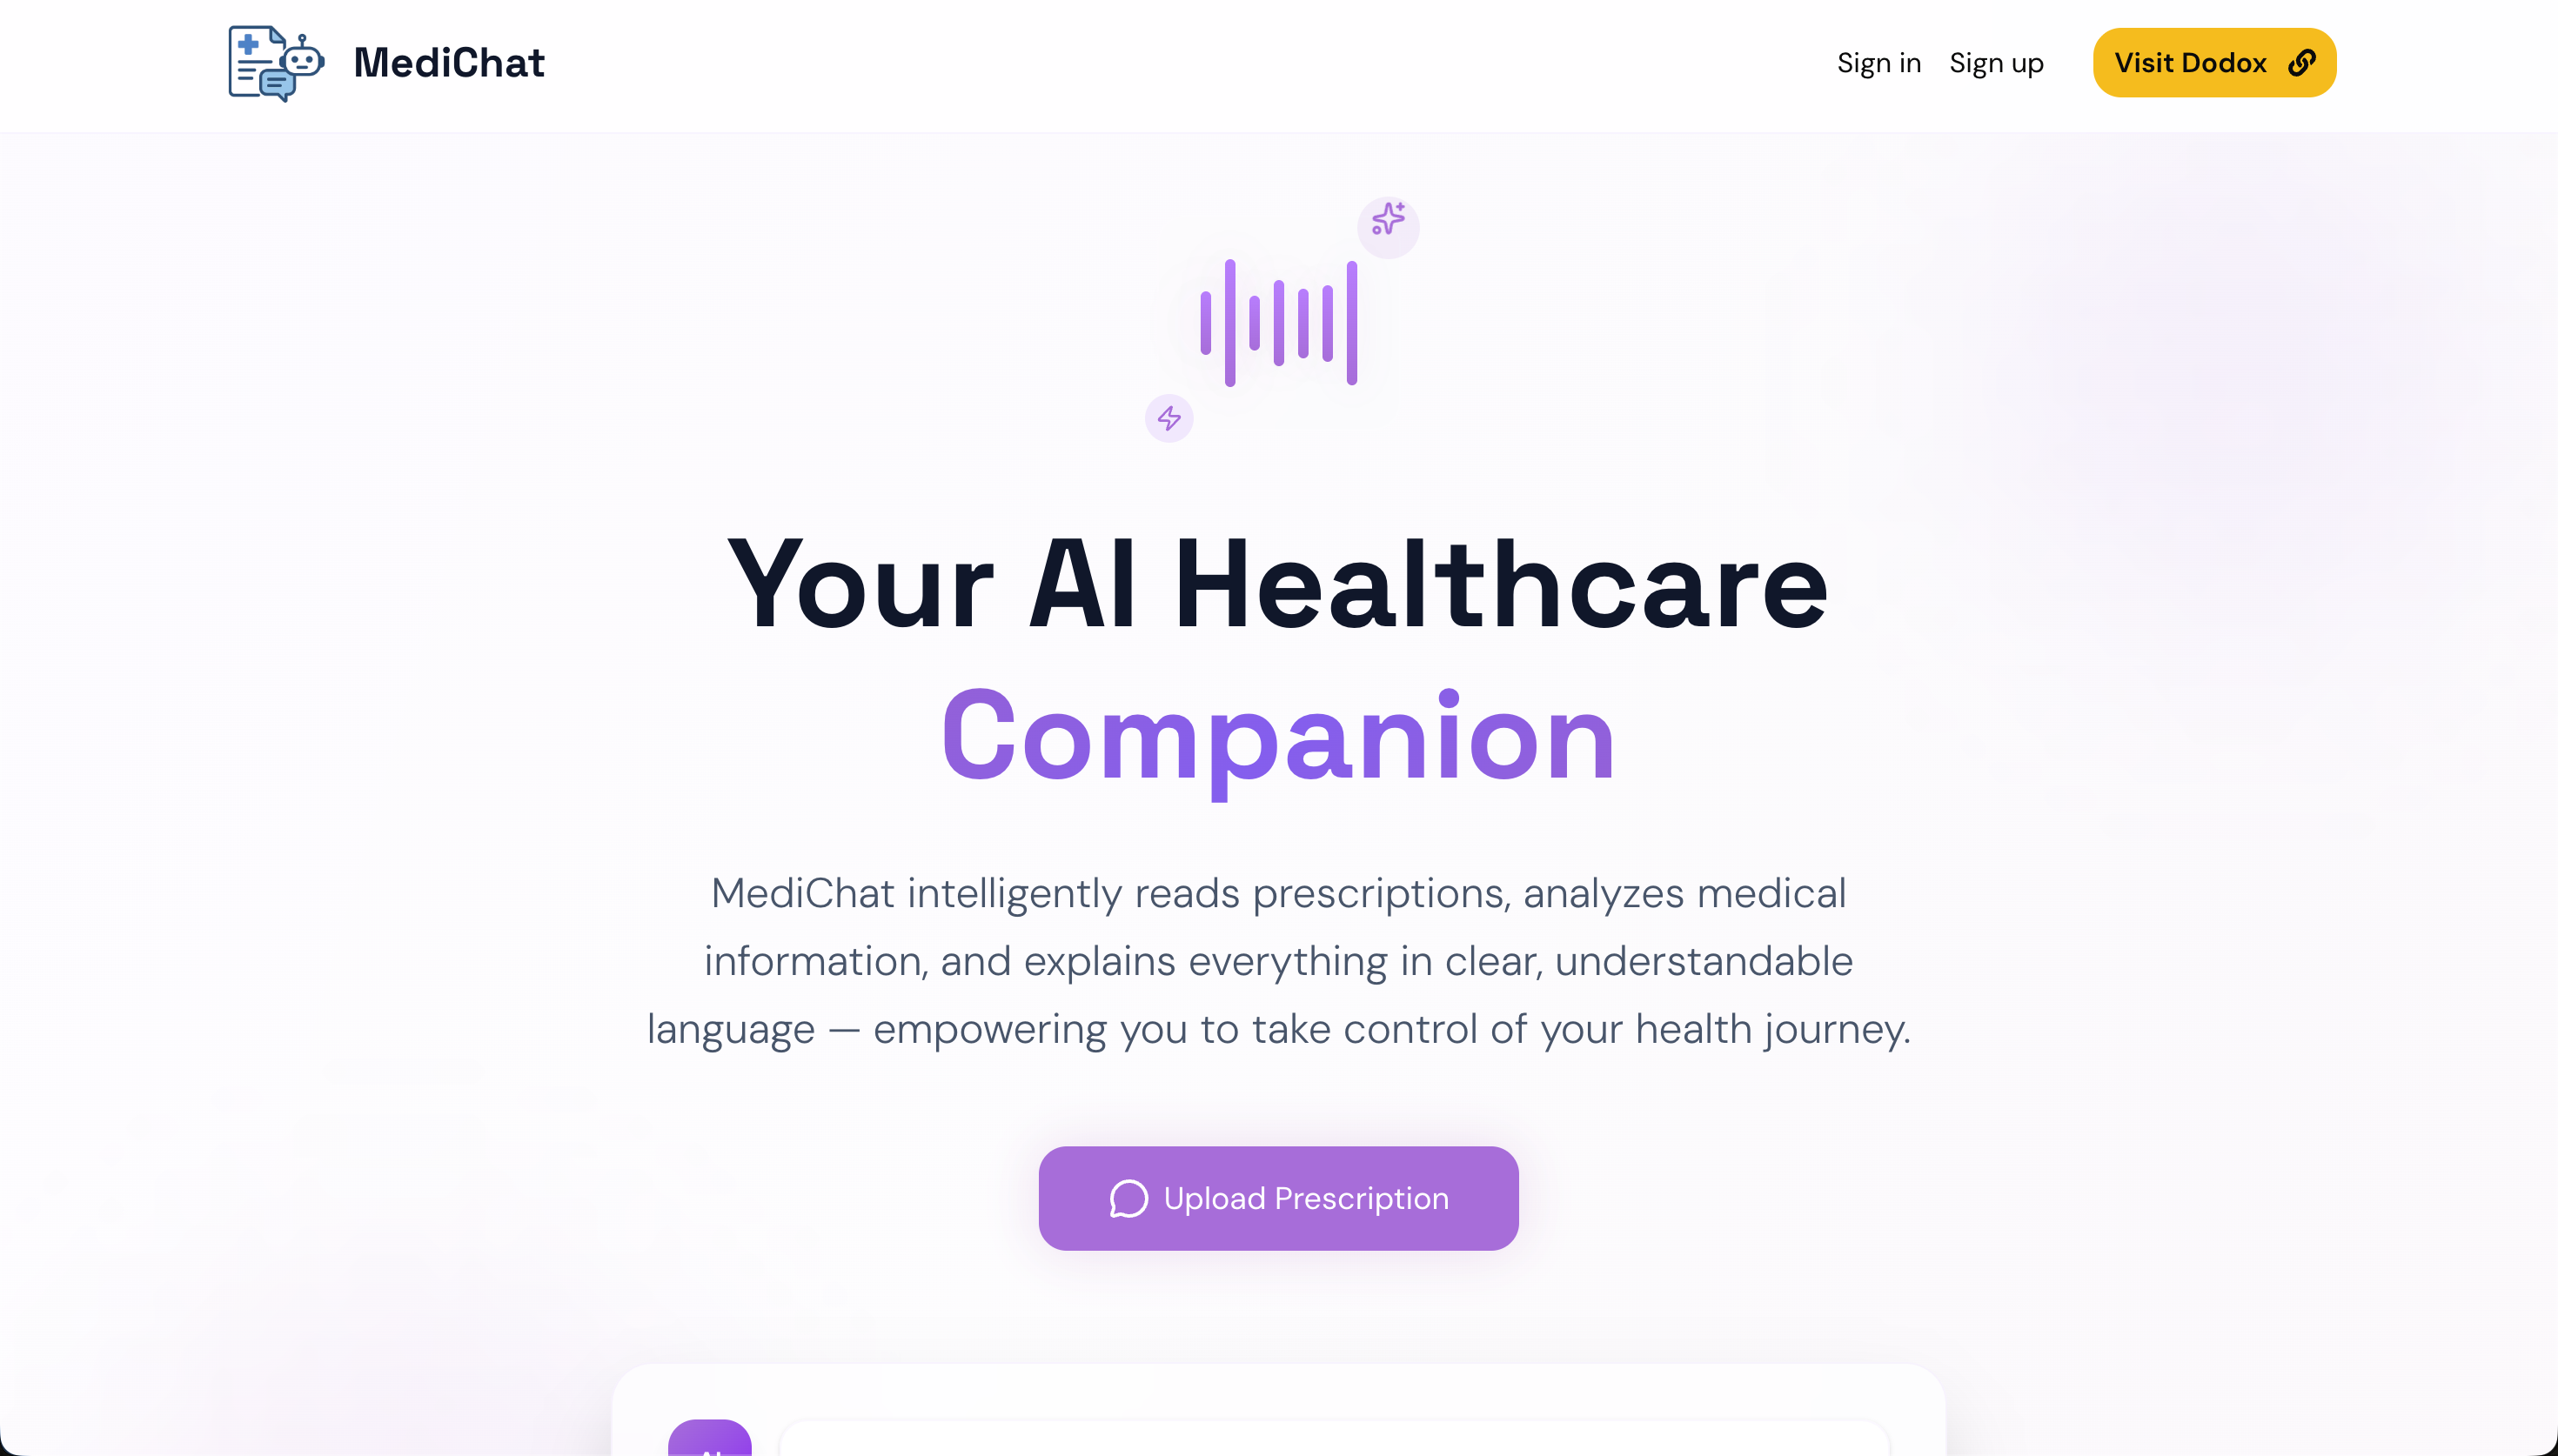 MediChat
Sign in
Sign up
Visit Dodox
Your AI Healthcare
Companion
MediChat intelligently reads prescriptions, analyzes medical
information, and explains everything in clear, understandable
language — empowering you to take control of your health journey.
Upload Prescription